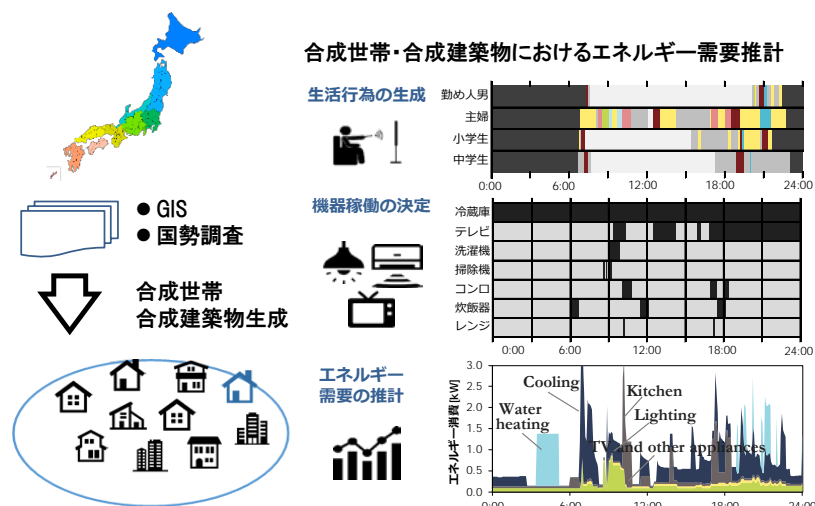 合成世帯・合成建築物におけるエネルギー需要推計
● GIS
● 国勢調査
合成世帯
合成建築物生成
生活行為の生成
勤め人男
主婦
小学生
中学生
0:00 6:00 12:00 18:00 24:00
機器稼働の決定
冷蔵庫
テレビ
洗濯機
掃除機
コンロ
炊飯器
レンジ
0:00 6:00 12:00 18:00 24:00
エネルギー
需要の推計
エネルギー消費[kW]
3.0
2.5
2.0
1.5
1.0
0.5
0.0
Cooling
Kitchen
Water
heating
Lighting
TV and other appliances
0:00 6:00 12:00 18:00 24:00